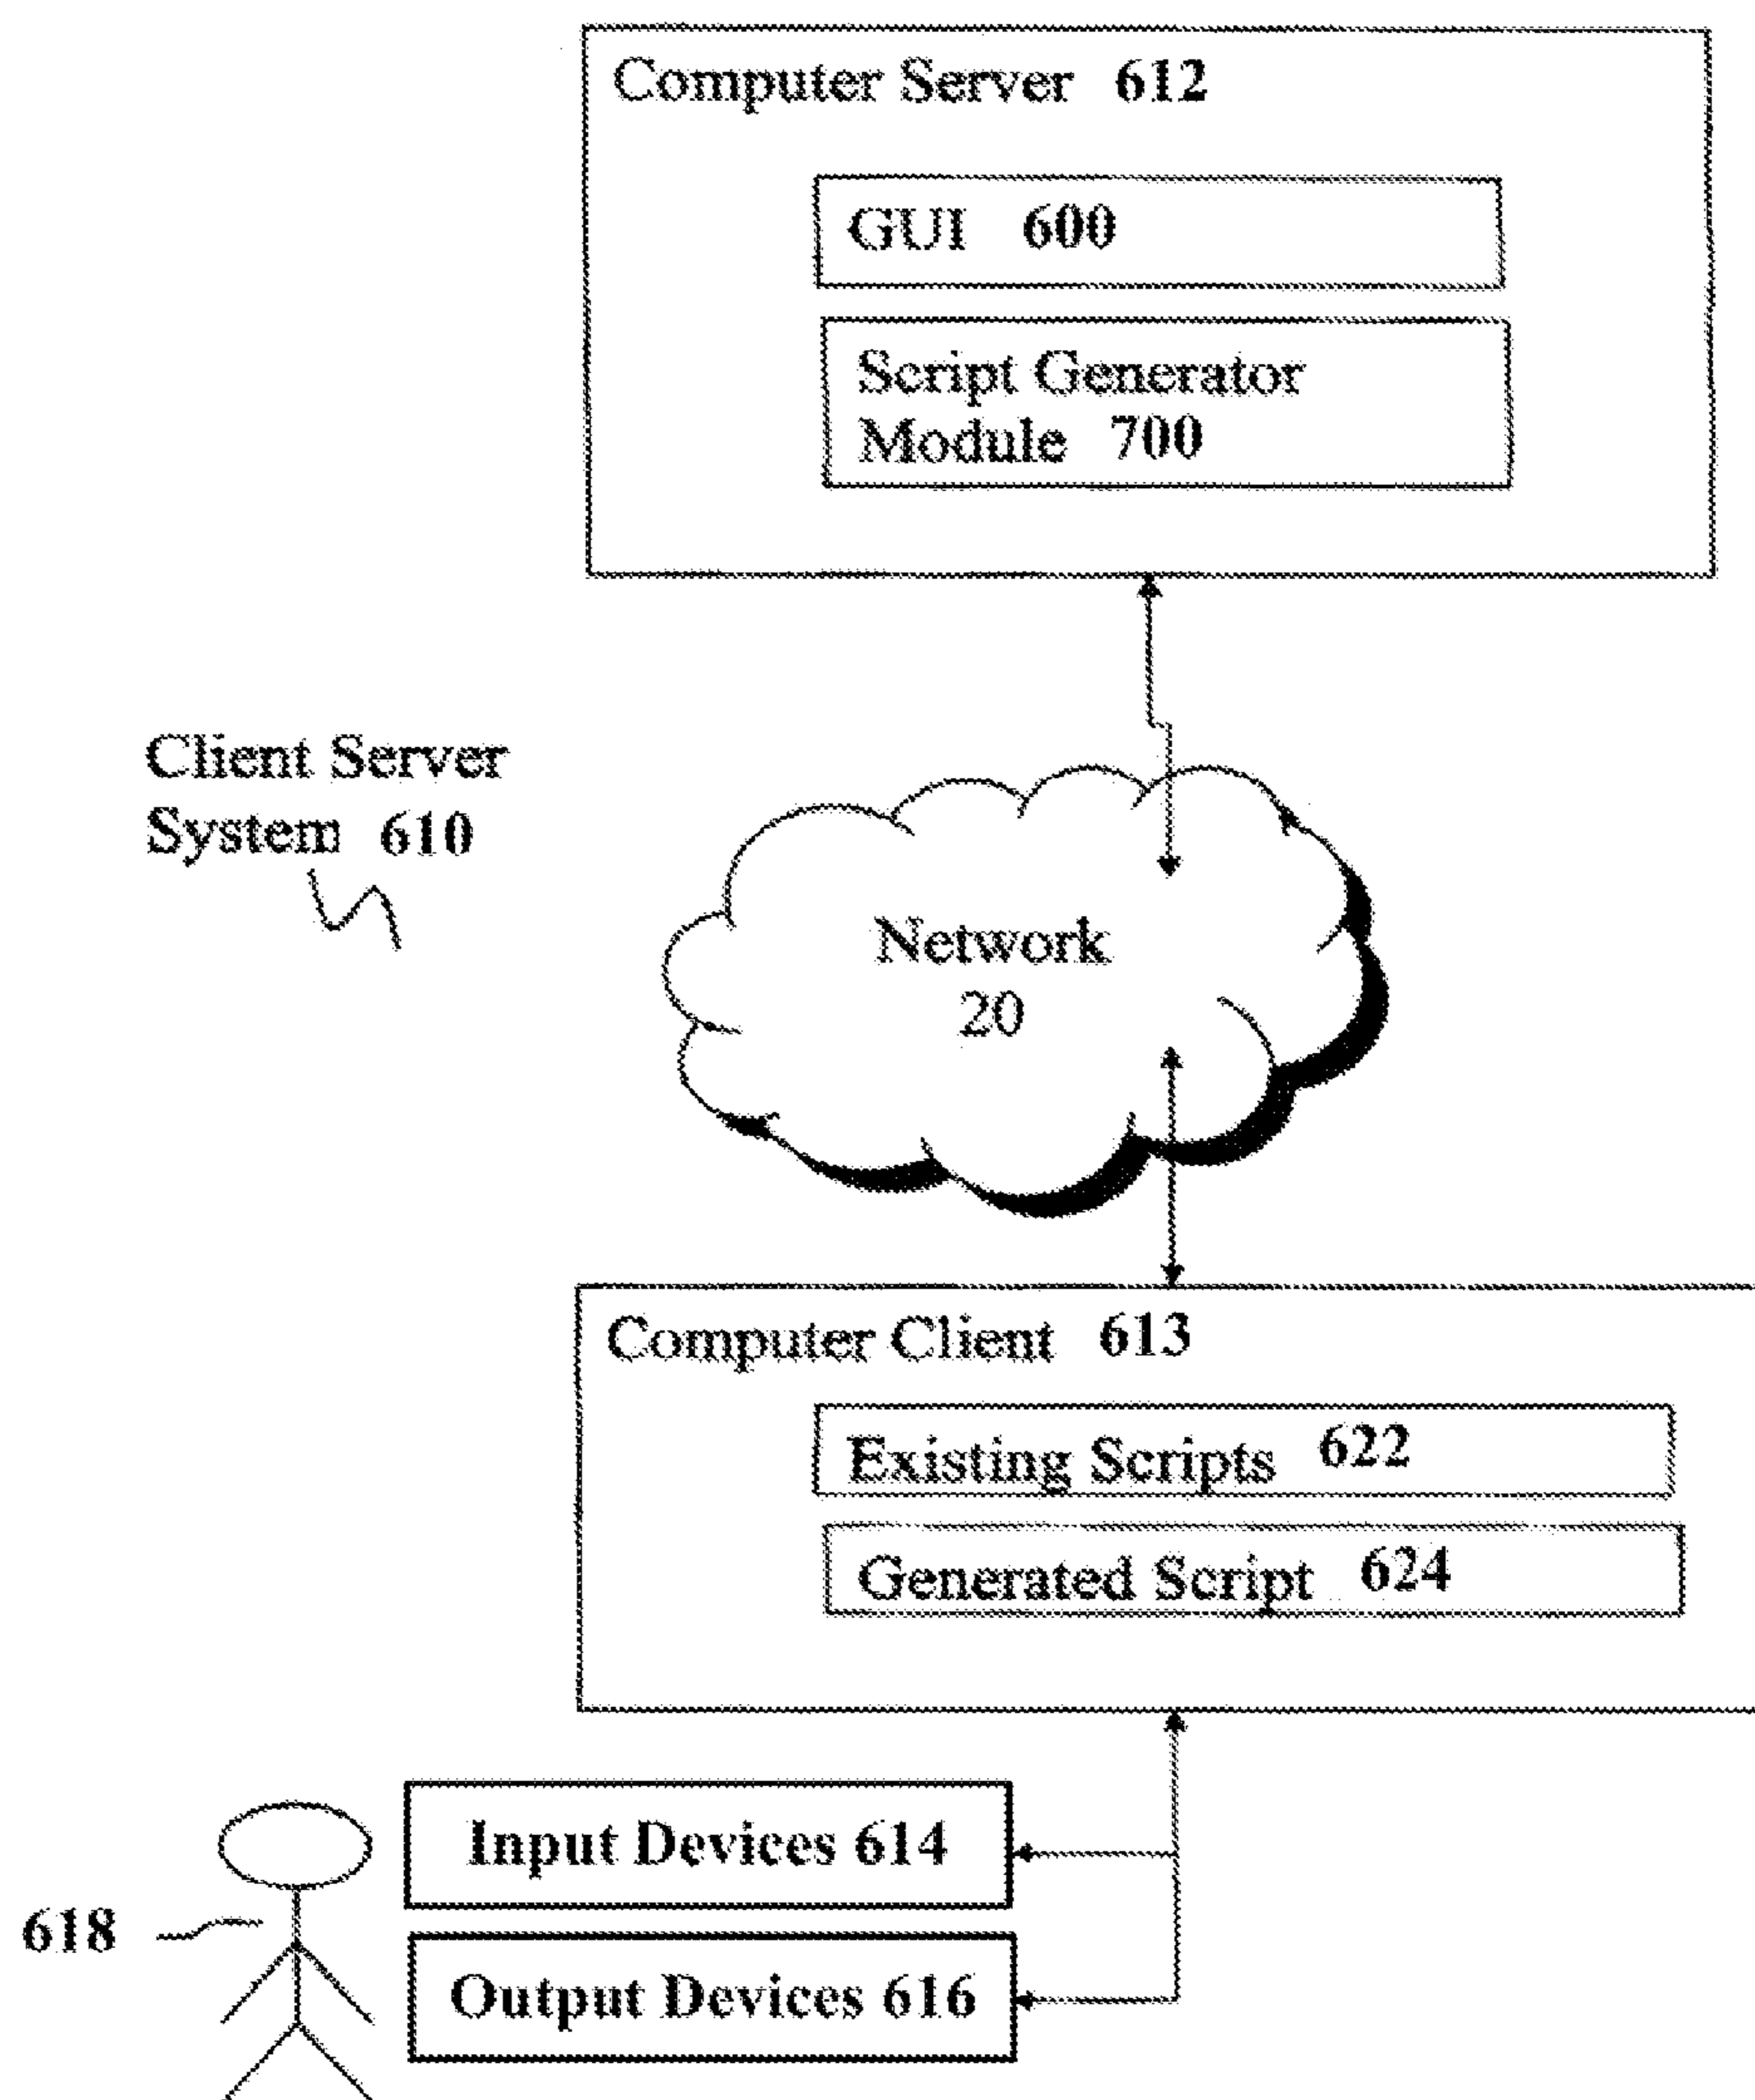 Computer Server 612
GUI 600
Script Generator
Module 700
Client Server
System 610
Network
20
Computer Client 613
Existing Scripts 622
Generated Script 624
Input Devices 614
618
Output Devices 616